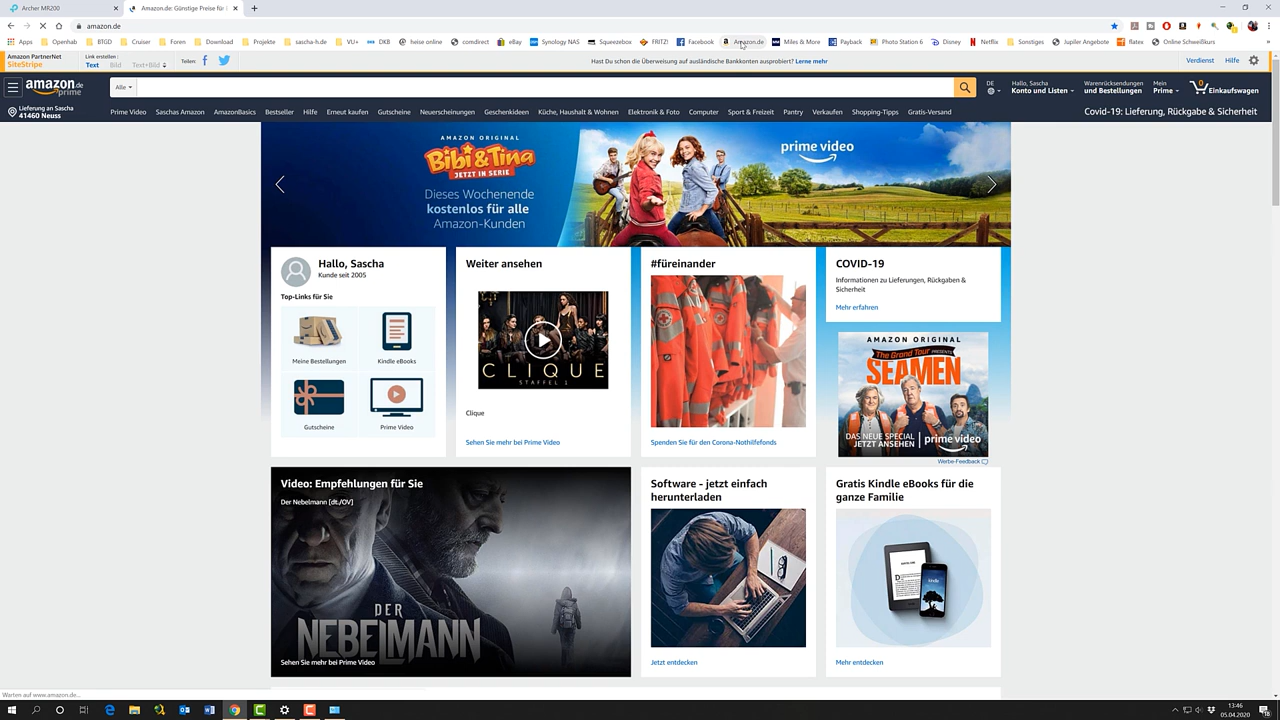 Archer MR200
Amazon.de: Günstige Preise für
amazon.de
Apps
Openhab
BTGD
Cruiser
Foren
Download
Projekte
sascha-h.de
VU+
DKB
heise online
comdirect
eBay
Synology NAS
Squeezebox
FRITZ!
Facebook
Amazon.de
Miles & More
Payback
Photo Station 6
Disney
Netflix
Sonstiges
Jupiler Angebote
flatex
Online Schweißkurs
Amazon PartnerNet
SiteStripe
Link erstellen :
Text
Bild
Text+Bild
Teilen:
Hast Du schon die Überweisung auf ausländische Bankkonten ausprobiert? Lerne mehr
Verdienst
Hilfe
amazon.de
prime
Alle
DE
Hallo, Sascha
Konto und Listen
Warenrücksendungen
und Bestellungen
Mein
Prime
0
Einkaufswagen
Lieferung an Sascha
41460 Neuss
Prime Video
Saschas Amazon
AmazonBasics
Bestseller
Hilfe
Erneut kaufen
Gutscheine
Neuerscheinungen
Geschenkideen
Küche, Haushalt & Wohnen
Elektronik & Foto
Computer
Sport & Freizeit
Pantry
Verkaufen
Shopping-Tipps
Gratis-Versand
Covid-19: Lieferung, Rückgabe & Sicherheit
AMAZON ORIGINAL
Bibi & Tina
JETZT IN SERIE
Dieses Wochenende
kostenlos für alle
Amazon-Kunden
prime video
Hallo, Sascha
Kunde seit 2005
Top-Links für Sie
Meine Bestellungen
Kindle eBooks
Gutscheine
Prime Video
Weiter ansehen
CLIQUE
STAFFEL 1
Clique
Sehen Sie mehr bei Prime Video
#füreinander
Spenden Sie für den Corona-Nothilfefonds
COVID-19
Informationen zu Lieferungen, Rückgaben &
Sicherheit
Mehr erfahren
AMAZON ORIGINAL
The Grand Tour PRESENTS
SEAMEN
DAS NEUE SPECIAL
JETZT ANSEHEN
prime video
Werbe-Feedback
Video: Empfehlungen für Sie
Der Nebelmann [dt./OV]
DER
NEBELMANN
Sehen Sie mehr bei Prime Video
Software - jetzt einfach
herunterladen
Jetzt entdecken
Gratis Kindle eBooks für die
ganze Familie
kindle
Mehr entdecken
Warten auf www.amazon.de...
13:46
05.04.2020